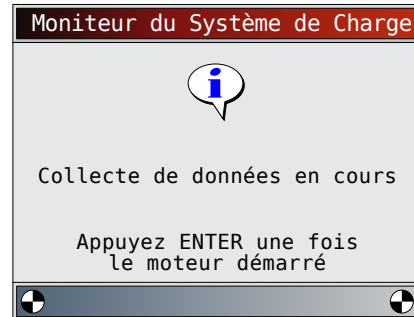 Moniteur du Système de Charge
i
Collecte de données en cours
Appuyez ENTER une fois
le moteur démarré